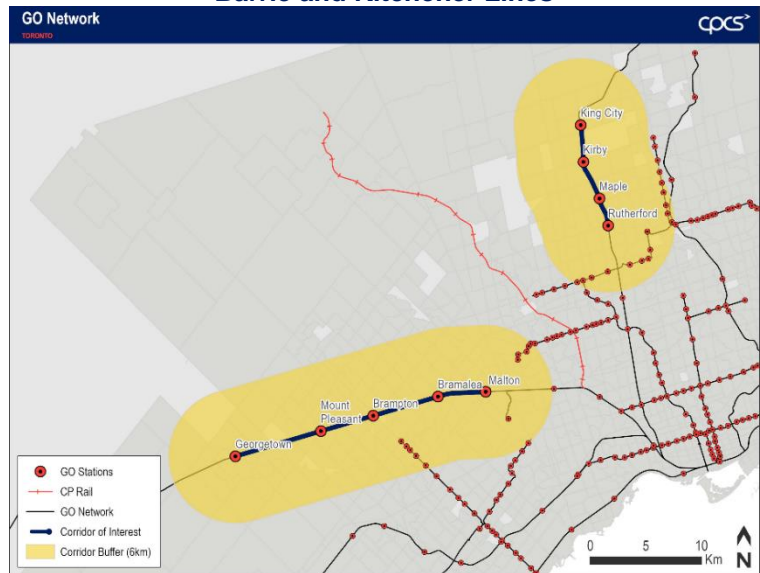 Barrie and Kitchener Lines
GO Network
TORONTO
cpcs
King City
Kirby
Maple
Rutherford
Malton
Bramalea
Brampton
Mount
Pleasant
Georgetown
GO Stations
CP Rail
GO Network
Corridor of Interest
Corridor Buffer (6km)
0 5 10
Km
N